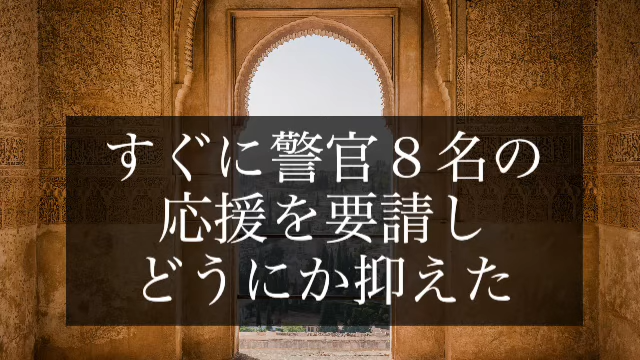 すぐに警官８名の
応援を要請し
どうにか抑えた